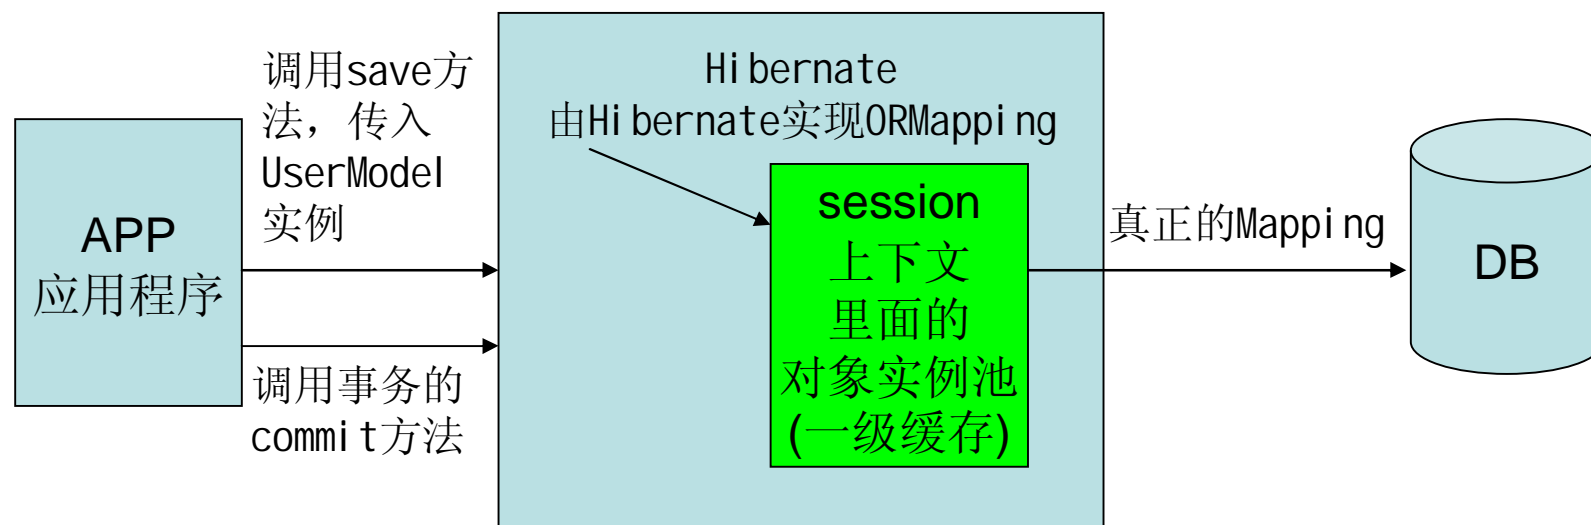 APP
应用程序
调用save方
法，传入
UserModel
实例
调用事务的
commit方法
Hibernate
由Hibernate实现ORMapping
session
上下文
里面的
对象实例池
(一级缓存)
真正的Mapping
DB